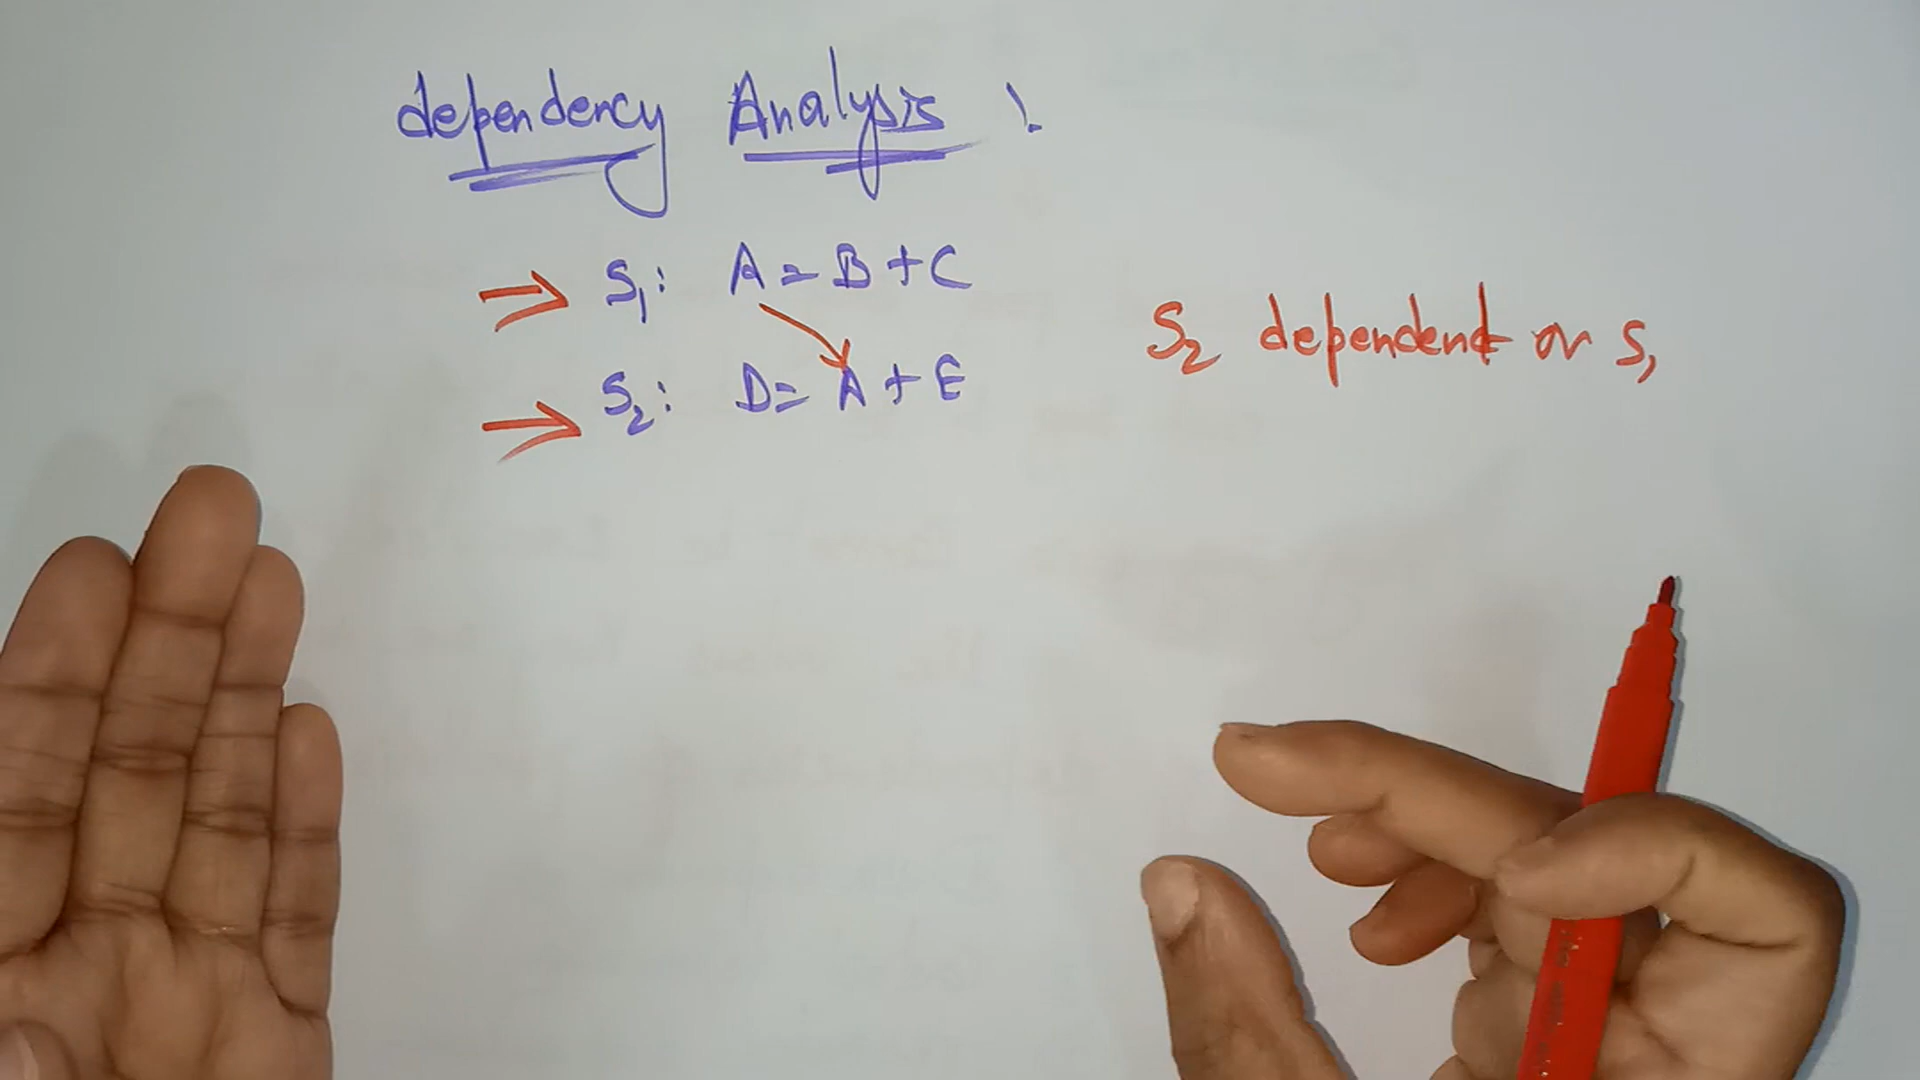 dependency Analysis :
→ S₁: A = B + C
→ S₂: D = A + E
S₂ dependent on S₁